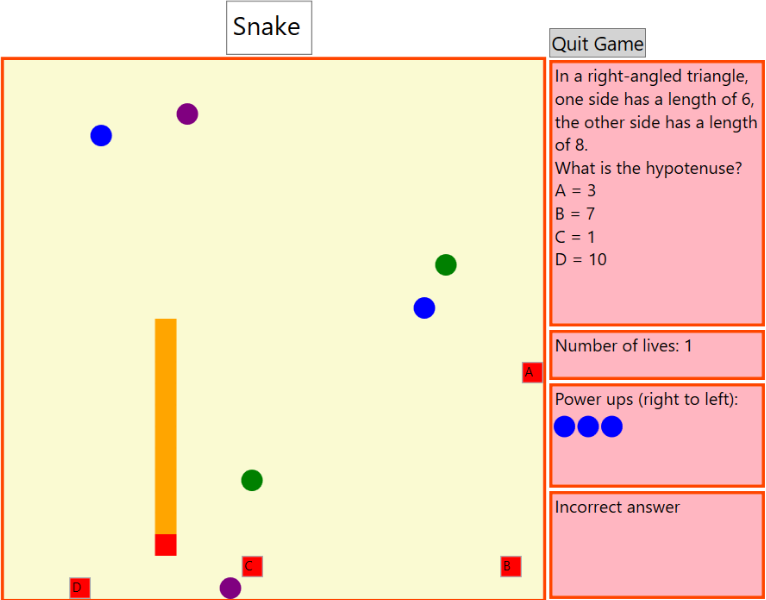 Snake
Quit Game
In a right-angled triangle,
one side has a length of 6,
the other side has a length
of 8.
What is the hypotenuse?
A = 3
B = 7
C = 1
D = 10
Number of lives: 1
A
Power ups (right to left):
Incorrect answer
C
B
D